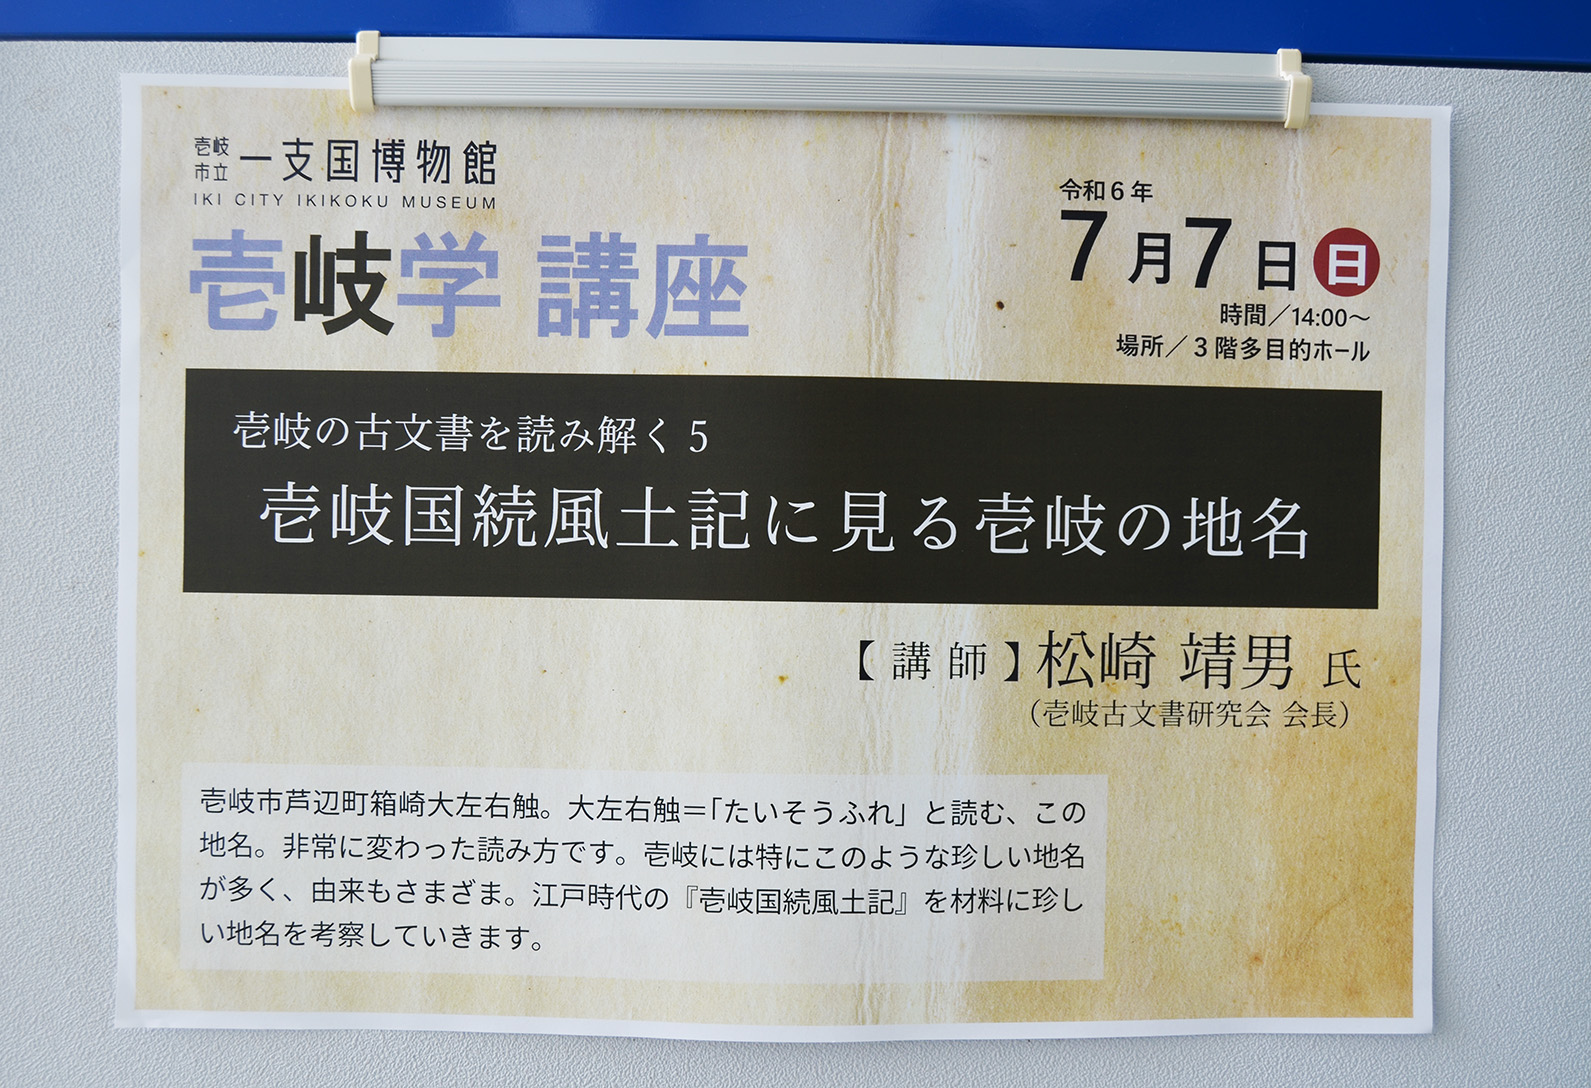 壱岐市立 一支国博物館
IKI CITY IKIKOKU MUSEUM
壱岐学 講座
令和6年
7月7日 日
時間／14:00〜
場所／3階多目的ホール
壱岐の古文書を読み解く5
壱岐国続風土記に見る壱岐の地名
【講師】松崎 靖男 氏
（壱岐古文書研究会 会長）
壱岐市芦辺町箱崎大左右触。大左右触＝「たいそうふれ」と読む、この
地名。非常に変わった読み方です。壱岐には特にこのような珍しい地名
が多く、由来もさまざま。江戸時代の『壱岐国続風土記』を材料に珍し
い地名を考察していきます。